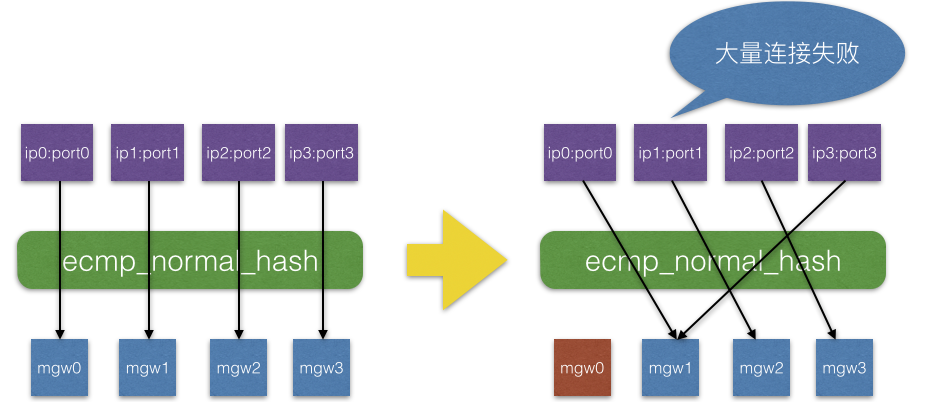 大量连接失败
ip0:port0
ip1:port1
ip2:port2
ip3:port3
ecmp_normal_hash
mgw0
mgw1
mgw2
mgw3
ip0:port0
ip1:port1
ip2:port2
ip3:port3
ecmp_normal_hash
mgw0
mgw1
mgw2
mgw3